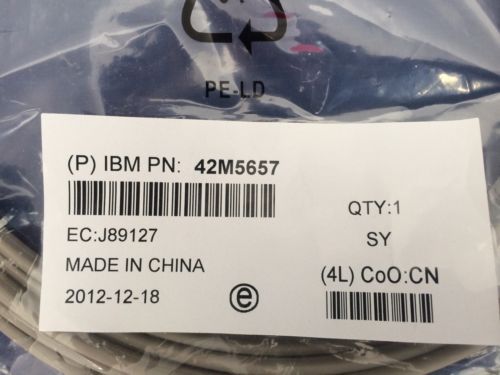 PE-LD
(P) IBM PN: 42M5657
QTY:1
EC:J89127
SY
MADE IN CHINA
(4L) CoO:CN
2012-12-18
e